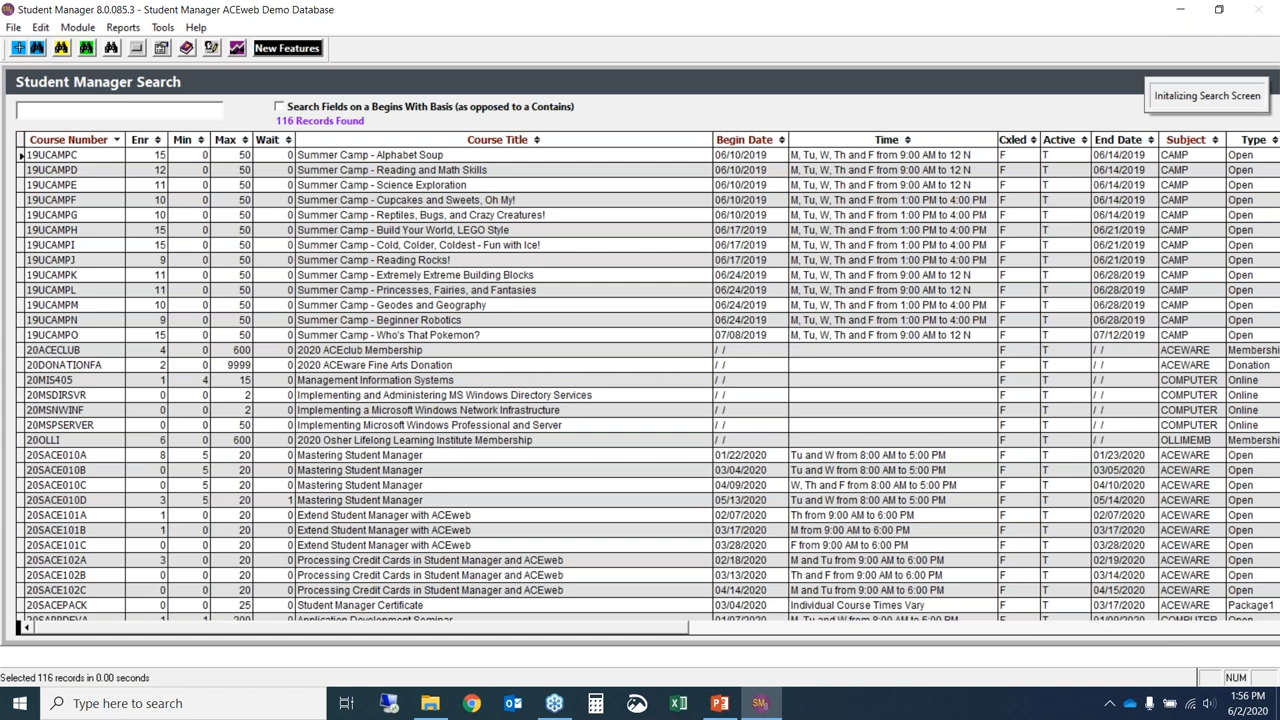 Student Manager 8.0.085.3 - Student Manager ACEweb Demo Database
File Edit Module Reports Tools Help
New Features
Student Manager Search
Initalizing Search Screen
Search Fields on a Begins With Basis (as opposed to a Contains)
116 Records Found
Course Number Enr Min Max Wait Course Title Begin Date Time Cxled Active End Date Subject Type
19UCAMPC 15 0 50 0 Summer Camp - Alphabet Soup 06/10/2019 M, Tu, W, Th and F from 9:00 AM to 12 N F T 06/14/2019 CAMP Open
19UCAMPD 12 0 50 0 Summer Camp - Reading and Math Skills 06/10/2019 M, Tu, W, Th and F from 9:00 AM to 12 N F T 06/14/2019 CAMP Open
19UCAMPE 11 0 50 0 Summer Camp - Science Exploration 06/10/2019 M, Tu, W, Th and F from 9:00 AM to 12 N F T 06/14/2019 CAMP Open
19UCAMPF 10 0 50 0 Summer Camp - Cupcakes and Sweets, Oh My! 06/10/2019 M, Tu, W, Th and F from 1:00 PM to 4:00 PM F T 06/14/2019 CAMP Open
19UCAMPG 10 0 50 0 Summer Camp - Reptiles, Bugs, and Crazy Creatures! 06/10/2019 M, Tu, W, Th and F from 1:00 PM to 4:00 PM F T 06/14/2019 CAMP Open
19UCAMPH 15 0 50 0 Summer Camp - Build Your World, LEGO Style 06/17/2019 M, Tu, W, Th and F from 1:00 PM to 4:00 PM F T 06/21/2019 CAMP Open
19UCAMPI 15 0 50 0 Summer Camp - Cold, Colder, Coldest - Fun with Ice! 06/17/2019 M, Tu, W, Th and F from 1:00 PM to 4:00 PM F T 06/21/2019 CAMP Open
19UCAMPJ 9 0 50 0 Summer Camp - Reading Rocks! 06/17/2019 M, Tu, W, Th and F from 1:00 PM to 4:00 PM F T 06/21/2019 CAMP Open
19UCAMPK 11 0 50 0 Summer Camp - Extremely Extreme Building Blocks 06/24/2019 M, Tu, W, Th and F from 9:00 AM to 12 N F T 06/28/2019 CAMP Open
19UCAMPL 11 0 50 0 Summer Camp - Princesses, Fairies, and Fantasies 06/24/2019 M, Tu, W, Th and F from 9:00 AM to 12 N F T 06/28/2019 CAMP Open
19UCAMPM 10 0 50 0 Summer Camp - Geodes and Geography 06/24/2019 M, Tu, W, Th and F from 1:00 PM to 4:00 PM F T 06/28/2019 CAMP Open
19UCAMPN 9 0 50 0 Summer Camp - Beginner Robotics 06/24/2019 M, Tu, W, Th and F from 1:00 PM to 4:00 PM F T 06/28/2019 CAMP Open
19UCAMPO 15 0 50 0 Summer Camp - Who's That Pokemon? 07/08/2019 M, Tu, W, Th and F from 9:00 AM to 12 N F T 07/12/2019 CAMP Open
20ACECLUB 4 0 600 0 2020 ACEclub Membership / / F T / / ACEWARE Membershi
20DONATIONFA 2 0 9999 0 2020 ACEware Fine Arts Donation / / F T / / ACEWARE Donation
20MIS405 1 4 15 0 Management Information Systems / / F T / / COMPUTER Online
20MSDIRSVR 0 0 2 0 Implementing and Administering MS Windows Directory Services / / F T / / COMPUTER Online
20MSNWINF 0 0 2 0 Implementing a Microsoft Windows Network Infrastructure / / F T / / COMPUTER Online
20MSPSERVER 0 0 50 0 Implementing Microsoft Windows Professional and Server / / F T / / COMPUTER Online
20OLLI 6 0 600 0 2020 Osher Lifelong Learning Institute Membership / / F T / / OLLIMEMB Membershi
20SACE010A 8 5 20 0 Mastering Student Manager 01/22/2020 Tu and W from 8:00 AM to 5:00 PM F T 01/23/2020 ACEWARE Open
20SACE010B 0 5 20 0 Mastering Student Manager 03/04/2020 Tu and W from 8:00 AM to 5:00 PM F T 03/05/2020 ACEWARE Open
20SACE010C 0 5 20 0 Mastering Student Manager 04/09/2020 W, Th and F from 8:00 AM to 5:00 PM F T 04/10/2020 ACEWARE Open
20SACE010D 3 5 20 1 Mastering Student Manager 05/13/2020 Tu and W from 8:00 AM to 5:00 PM F T 05/14/2020 ACEWARE Open
20SACE101A 1 0 20 0 Extend Student Manager with ACEweb 02/07/2020 Th from 9:00 AM to 6:00 PM F T 02/07/2020 ACEWARE Open
20SACE101B 1 0 20 0 Extend Student Manager with ACEweb 03/17/2020 M from 9:00 AM to 6:00 PM F T 03/17/2020 ACEWARE Open
20SACE101C 0 0 20 0 Extend Student Manager with ACEweb 03/28/2020 F from 9:00 AM to 6:00 PM F T 03/28/2020 ACEWARE Open
20SACE102A 3 0 20 0 Processing Credit Cards in Student Manager and ACEweb 02/18/2020 M and Tu from 9:00 AM to 6:00 PM F T 02/19/2020 ACEWARE Open
20SACE102B 0 0 20 0 Processing Credit Cards in Student Manager and ACEweb 03/13/2020 Th and F from 9:00 AM to 6:00 PM F T 03/14/2020 ACEWARE Open
20SACE102C 0 0 20 0 Processing Credit Cards in Student Manager and ACEweb 04/14/2020 M and Tu from 9:00 AM to 6:00 PM F T 04/15/2020 ACEWARE Open
20SACEPACK 0 0 25 0 Student Manager Certificate 03/04/2020 Individual Course Times Vary F T 03/17/2020 ACEWARE Package1
20SAPPDEVA 1 1 200 0 Application Development Seminar 01/07/2020 M and Tu from 8:00 AM to 5:00 PM F T 01/09/2020 COMPUTER Open
Selected 116 records in 0.00 seconds
NUM
Type here to search
1:56 PM
6/2/2020